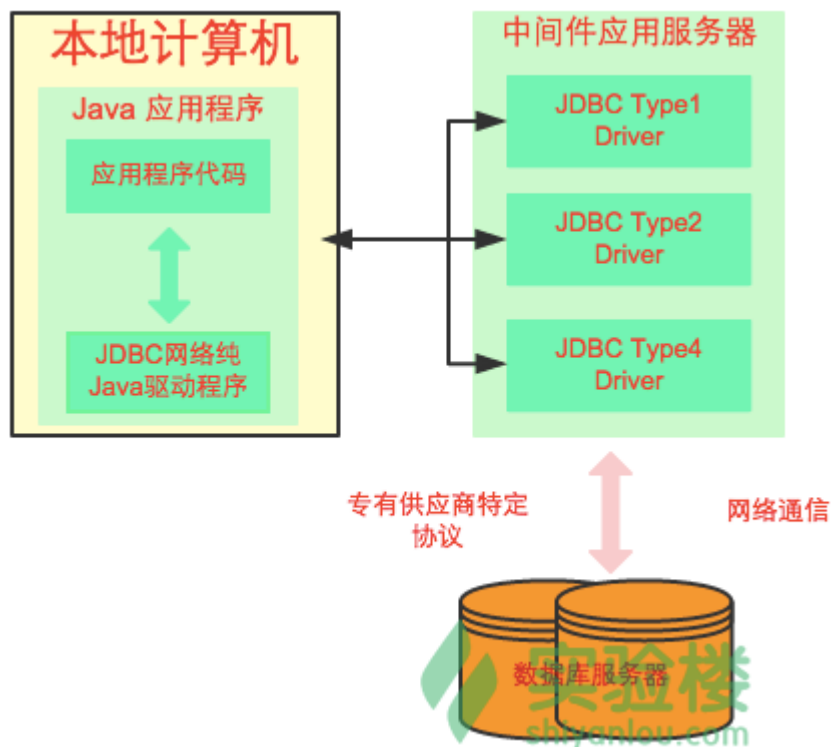 本地计算机
Java 应用程序
应用程序代码
JDBC网络纯
Java驱动程序
中间件应用服务器
JDBC Type1
Driver
JDBC Type2
Driver
JDBC Type4
Driver
专有供应商特定
协议
网络通信
数据库服务器
实验楼
shiyanlou.com